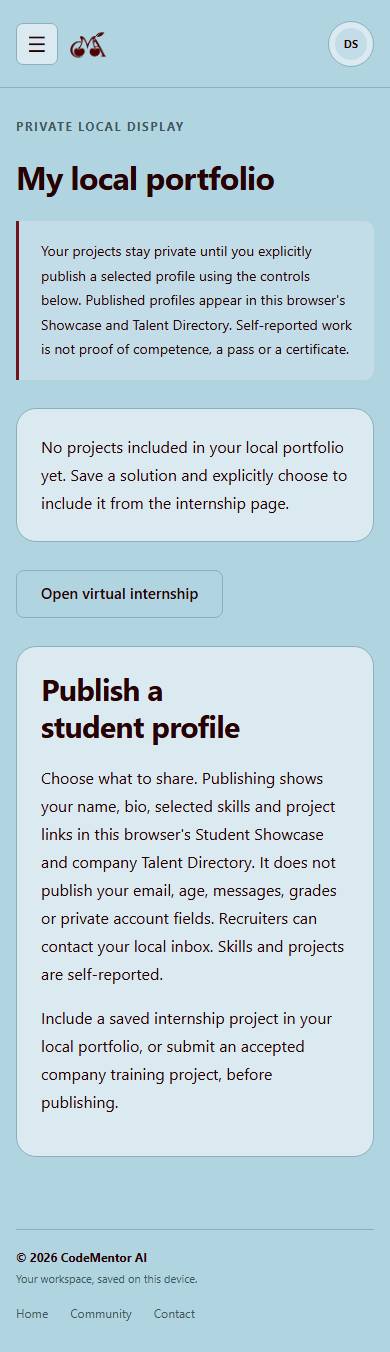 ☰
DS
PRIVATE LOCAL DISPLAY
My local portfolio
Your projects stay private until you explicitly
publish a selected profile using the controls
below. Published profiles appear in this browser's
Showcase and Talent Directory. Self-reported work
is not proof of competence, a pass or a certificate.
No projects included in your local portfolio
yet. Save a solution and explicitly choose to
include it from the internship page.
Open virtual internship
Publish a
student profile
Choose what to share. Publishing shows
your name, bio, selected skills and project
links in this browser's Student Showcase
and company Talent Directory. It does not
publish your email, age, messages, grades
or private account fields. Recruiters can
contact your local inbox. Skills and projects
are self-reported.
Include a saved internship project in your
local portfolio, or submit an accepted
company training project, before
publishing.
© 2026 CodeMentor AI
Your workspace, saved on this device.
Home Community Contact